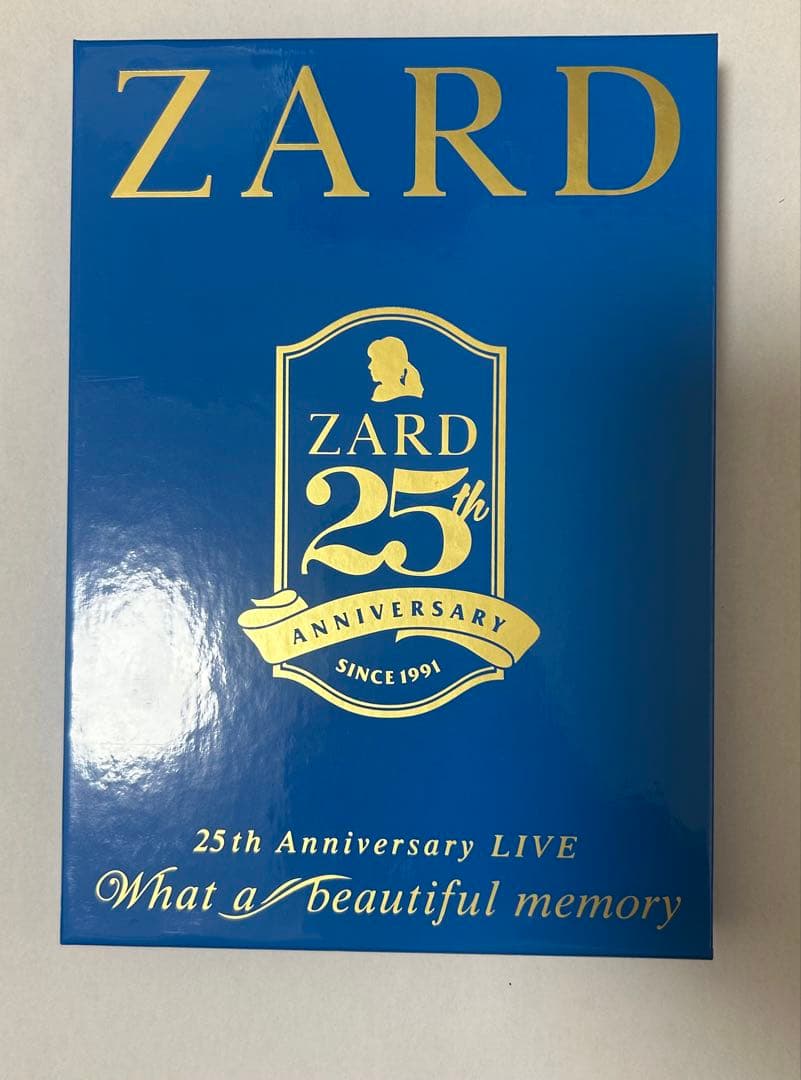 ZARD
ZARD
25th
ANNIVERSARY
SINCE 1991
25th Anniversary LIVE
What a beautiful memory